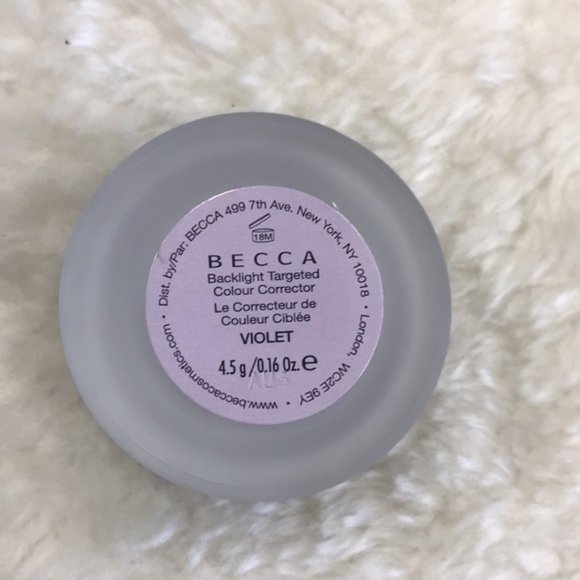 Dist. by/Par: BECCA 499 7th Ave. New York, NY 10018 • London, WC2E 9EY • www.beccacosmetics.com •
18M
BECCA
Backlight Targeted
Colour Corrector
Le Correcteur de
Couleur Ciblée
VIOLET
4.5 g/0.16 Oz. e